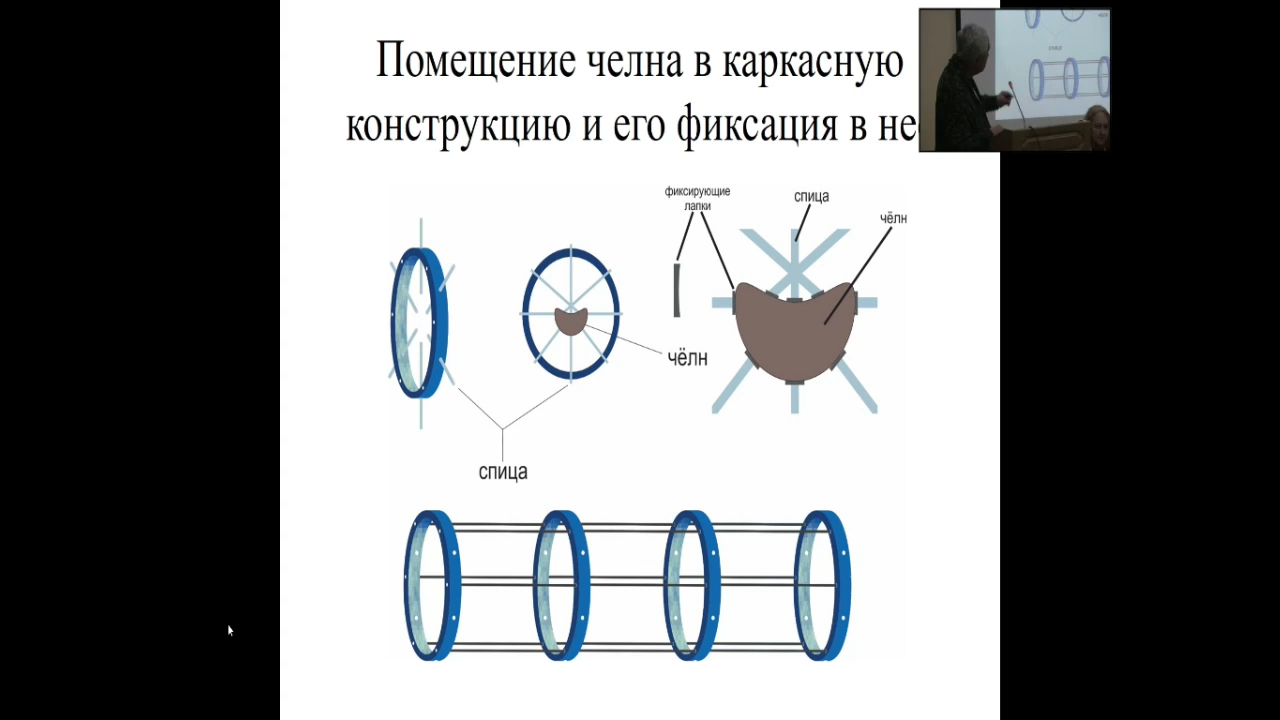 Помещение челна в каркасную
конструкцию и его фиксация в не
фиксирующие
лапки
спица
чёлн
чёлн
спица